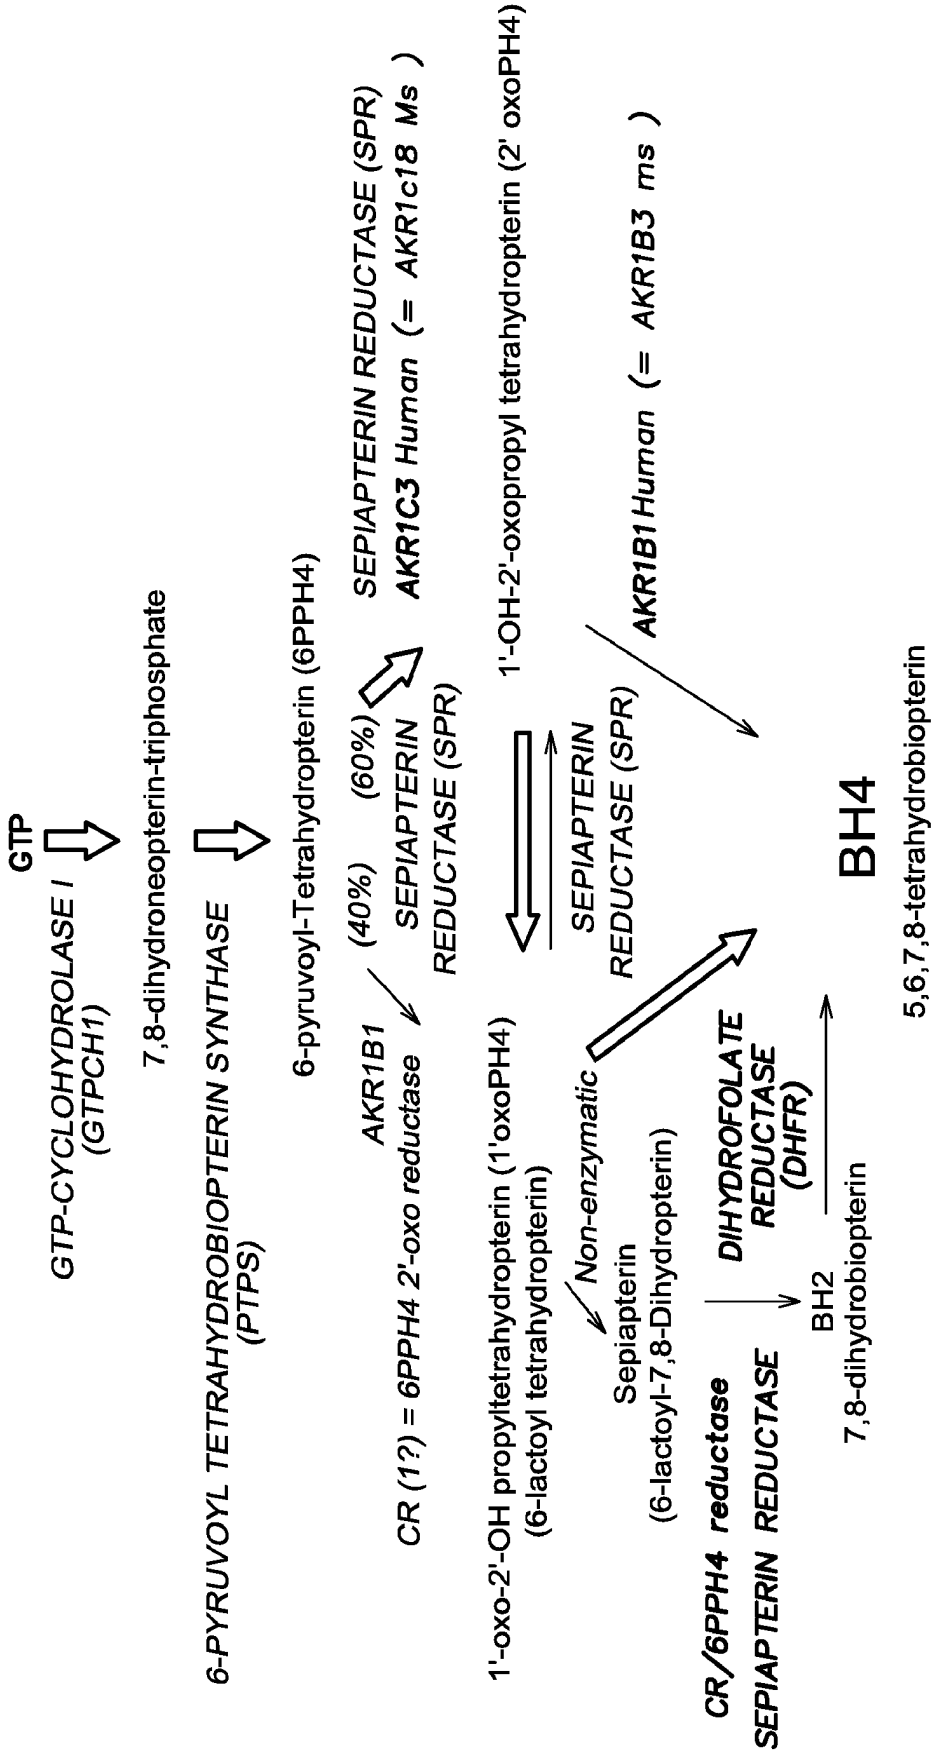 GTP
GTP-CYCLOHYDROLASE I
(GTPCH1)
7,8-dihydroneopterin-triphosphate
6-PYRUVOYL TETRAHYDROBIOPTERIN SYNTHASE
(PTPS)
6-pyruvoyl-Tetrahydropterin (6PPH4)
(40%)
(60%)
SEPIAPTERIN REDUCTASE (SPR)
AKR1C3 Human (= AKR1c18 Ms )
AKR1B1
CR (1?) = 6PPH4 2'-oxo reductase
SEPIAPTERIN
REDUCTASE (SPR)
1'-oxo-2'-OH propyltetrahydropterin (1'oxoPH4)
(6-lactoyl tetrahydropterin)
1'-OH-2'-oxopropyl tetrahydropterin (2' oxoPH4)
SEPIAPTERIN
REDUCTASE (SPR)
Non-enzymatic
AKR1B1Human (= AKR1B3 ms )
Sepiapterin
(6-lactoyl-7,8-Dihydropterin)
CR/6PPH4 reductase
SEPIAPTERIN REDUCTASE
DIHYDROFOLATE
REDUCTASE
(DHFR)
BH2
7,8-dihydrobiopterin
BH4
5,6,7,8-tetrahydrobiopterin